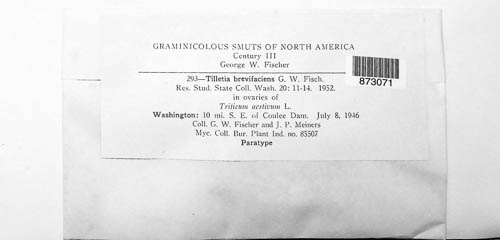 GRAMINICOLOUS SMUTS OF NORTH AMERICA
Century III
George W. Fischer
873071
293—Tilletia brevifaciens G. W. Fisch.
Res. Stud. State Coll. Wash. 20: 11-14. 1952.
in ovaries of
Triticum aestivum L.
Washington: 10 mi. S. E. of Coulee Dam. July 8, 1946
Coll. G. W. Fischer and J. P. Meiners
Myc. Coll. Bur. Plant Ind. no. 85507
Paratype